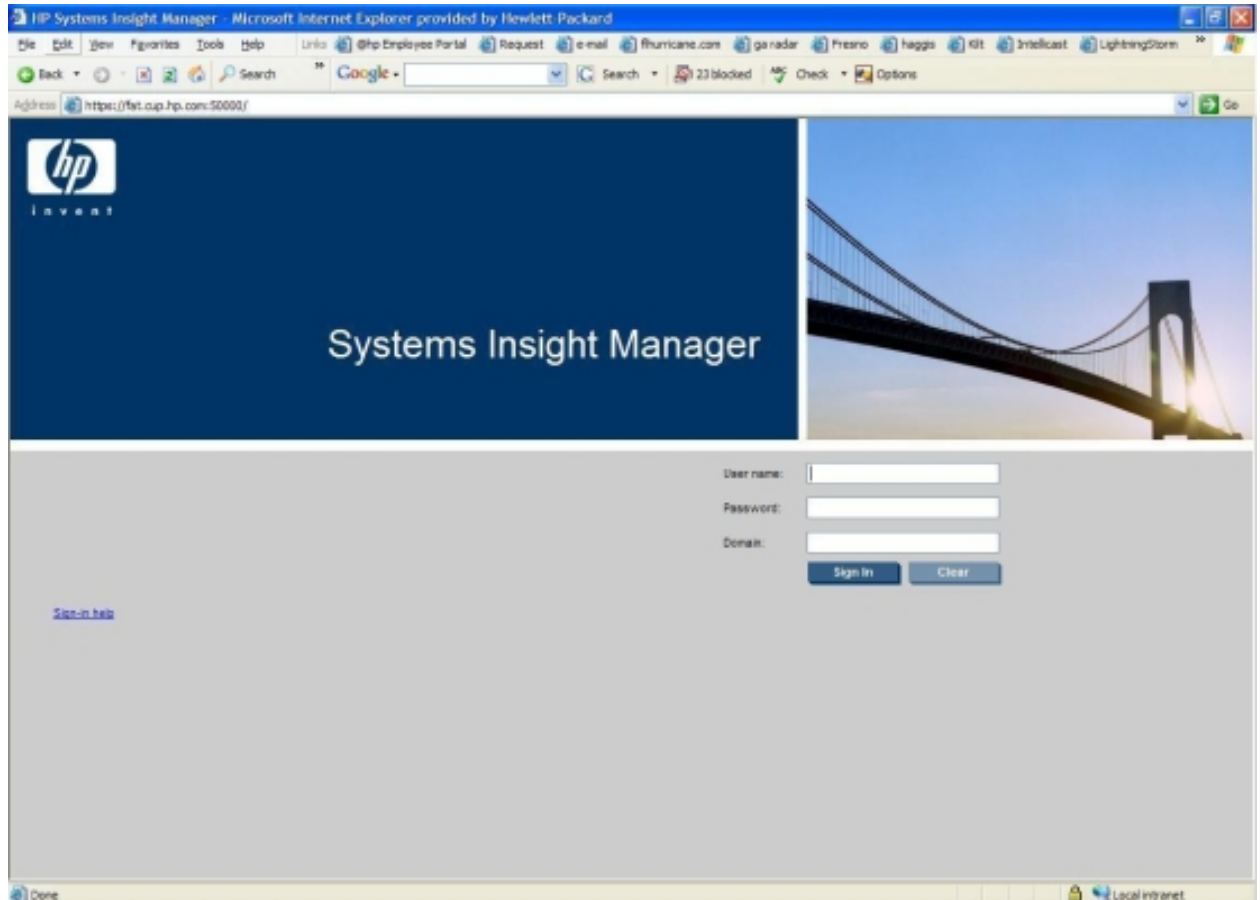 HP Systems Insight Manager - Microsoft Internet Explorer provided by Hewlett-Packard
File Edit View Favorites Tools Help Links @hp Employee Portal Request e-mail flhurricane.com ga radar Fresno haggis Kilt Intellicast LightningStorm »
Back Search » Google Search 23 blocked ABC Check Options
Address https://fat.cup.hp.com:50000/ Go
hp
invent
Systems Insight Manager
User name:
Password:
Domain:
Sign In Clear
Sign-in help
Done Local intranet